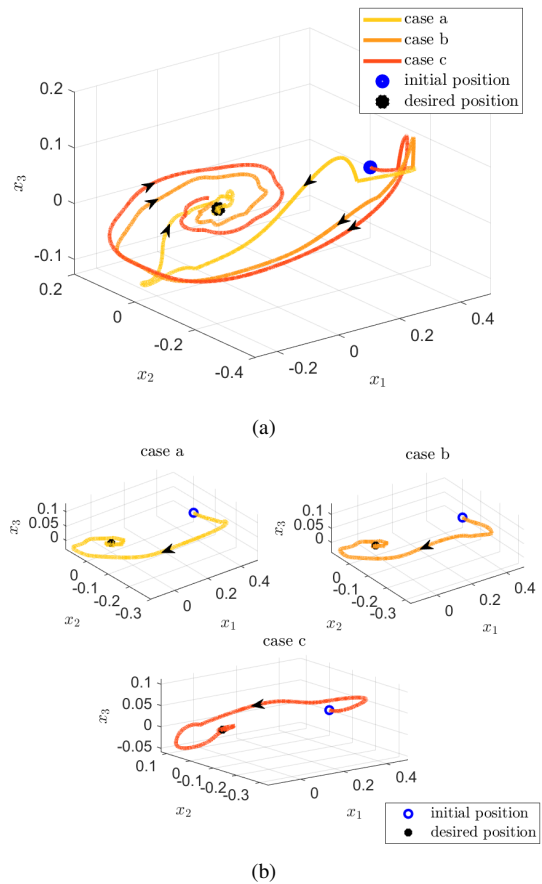 case a
case b
case c
initial position
desired position
0.2
0.1
0
-0.1
x3
0.2
0
-0.2
-0.4
x2
-0.2
0
0.2
0.4
x1
(a)
case a
0.1
0.05
0
x3
0
-0.1
-0.2
-0.3
x2
0
0.2
0.4
x1
case b
0.1
0.05
0
x3
0
-0.1
-0.2
-0.3
x2
0
0.2
0.4
x1
case c
0.1
0.05
0
-0.05
x3
0.1
0
-0.1
-0.2
-0.3
x2
0
0.2
0.4
x1
initial position
desired position
(b)